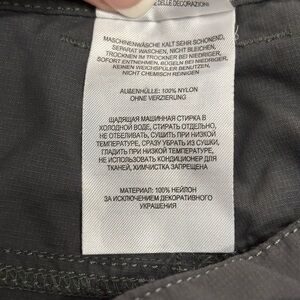 DELLE DECORAZIONI
MASCHINENWÄSCHE KALT SEHR SCHONEND,
SEPARAT WASCHEN, NICHT BLEICHEN,
TROCKNEN IM TROCKNER BEI NIEDRIGER,
SOFORT ENTNEHMEN, BÜGELN BEI NIEDRIGER,
KEINEN WEICHSPÜLER BENUTZEN,
NICHT CHEMISCH REINIGEN
AUßENHÜLLE: 100% NYLON
OHNE VERZIERUNG
ЩАДЯЩАЯ МАШИННАЯ СТИРКА В
ХОЛОДНОЙ ВОДЕ, СТИРАТЬ ОТДЕЛЬНО,
НЕ ОТБЕЛИВАТЬ, СУШИТЬ ПРИ НИЗКОЙ
ТЕМПЕРАТУРЕ, СРАЗУ УБРАТЬ ИЗ СУШКИ,
ГЛАДИТЬ ПРИ НИЗКОЙ ТЕМПЕРАТУРЕ,
НЕ ИСПОЛЬЗОВАТЬ КОНДИЦИОНЕР ДЛЯ
ТКАНЕЙ, ХИМЧИСТКА ЗАПРЕЩЕНА
МАТЕРИАЛ: 100% НЕЙЛОН
ЗА ИСКЛЮЧЕНИЕМ ДЕКОРАТИВНОГО
УКРАШЕНИЯ